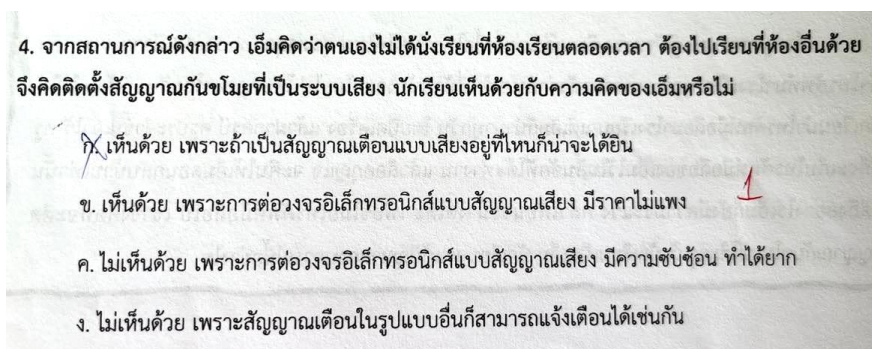 4. จากสถานการณ์ดังกล่าว เอ็มคิดว่าตนเองไม่ได้นั่งเรียนที่ห้องเรียนตลอดเวลา ต้องไปเรียนที่ห้องอื่นด้วย
จึงคิดติดตั้งสัญญาณกันขโมยที่เป็นระบบเสียง นักเรียนเห็นด้วยกับความคิดของเอ็มหรือไม่
ก. เห็นด้วย เพราะถ้าเป็นสัญญาณเตือนแบบเสียงอยู่ที่ไหนก็น่าจะได้ยิน
ข. เห็นด้วย เพราะการต่อวงจรอิเล็กทรอนิกส์แบบสัญญาณเสียง มีราคาไม่แพง 1
ค. ไม่เห็นด้วย เพราะการต่อวงจรอิเล็กทรอนิกส์แบบสัญญาณเสียง มีความซับซ้อน ทำได้ยาก
ง. ไม่เห็นด้วย เพราะสัญญาณเตือนในรูปแบบอื่นก็สามารถแจ้งเตือนได้เช่นกัน